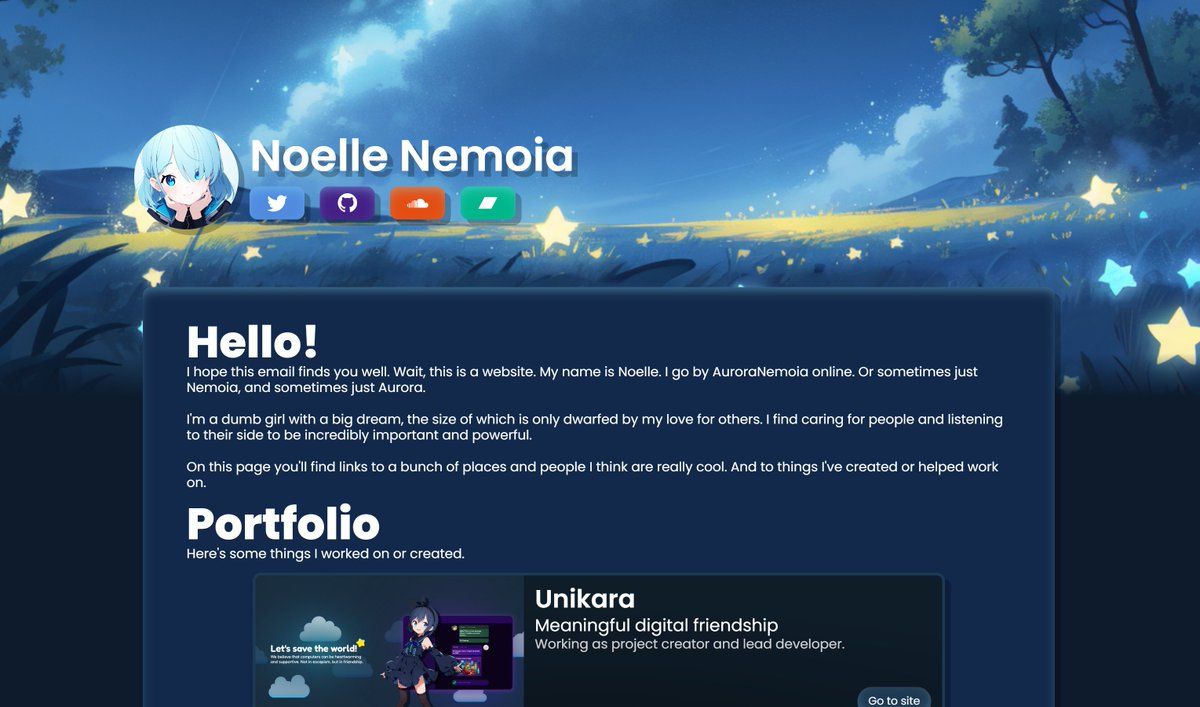 Noelle Nemoia
Hello!
I hope this email finds you well. Wait, this is a website. My name is Noelle. I go by AuroraNemoia online. Or sometimes just
Nemoia, and sometimes just Aurora.
I'm a dumb girl with a big dream, the size of which is only dwarfed by my love for others. I find caring for people and listening
to their side to be incredibly important and powerful.
On this page you'll find links to a bunch of places and people I think are really cool. And to things I've created or helped work
on.
Portfolio
Here's some things I worked on or created.
Unikara
Meaningful digital friendship
Working as project creator and lead developer.
Let's save the world!
We believe that computers can be heartwarming
and supportive. Not in escapism, but in friendship.
Go to site